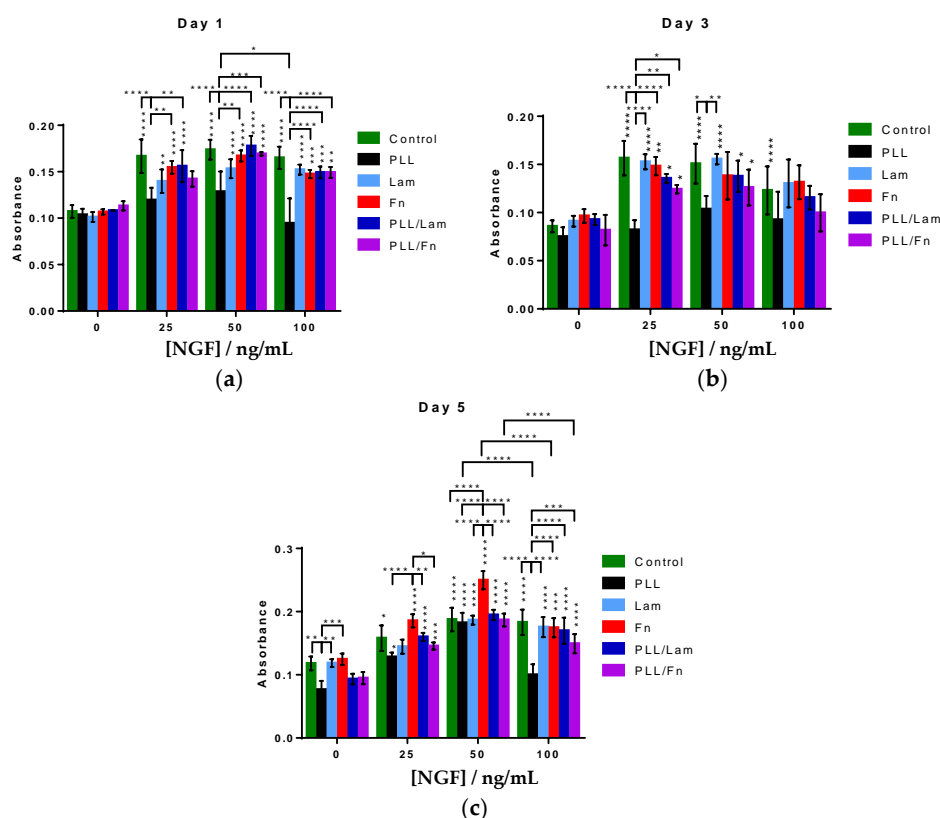 Day 1
Absorbance
0.20
0.15
0.10
0.05
0.00
0 25 50 100
[NGF] / ng/mL
Control
PLL
Lam
Fn
PLL/Lam
PLL/Fn
(a)
Day 3
Absorbance
0.20
0.15
0.10
0.05
0.00
0 25 50 100
[NGF] / ng/mL
Control
PLL
Lam
Fn
PLL/Lam
PLL/Fn
(b)
Day 5
Absorbance
0.3
0.2
0.1
0.0
0 25 50 100
[NGF] / ng/mL
Control
PLL
Lam
Fn
PLL/Lam
PLL/Fn
(c)